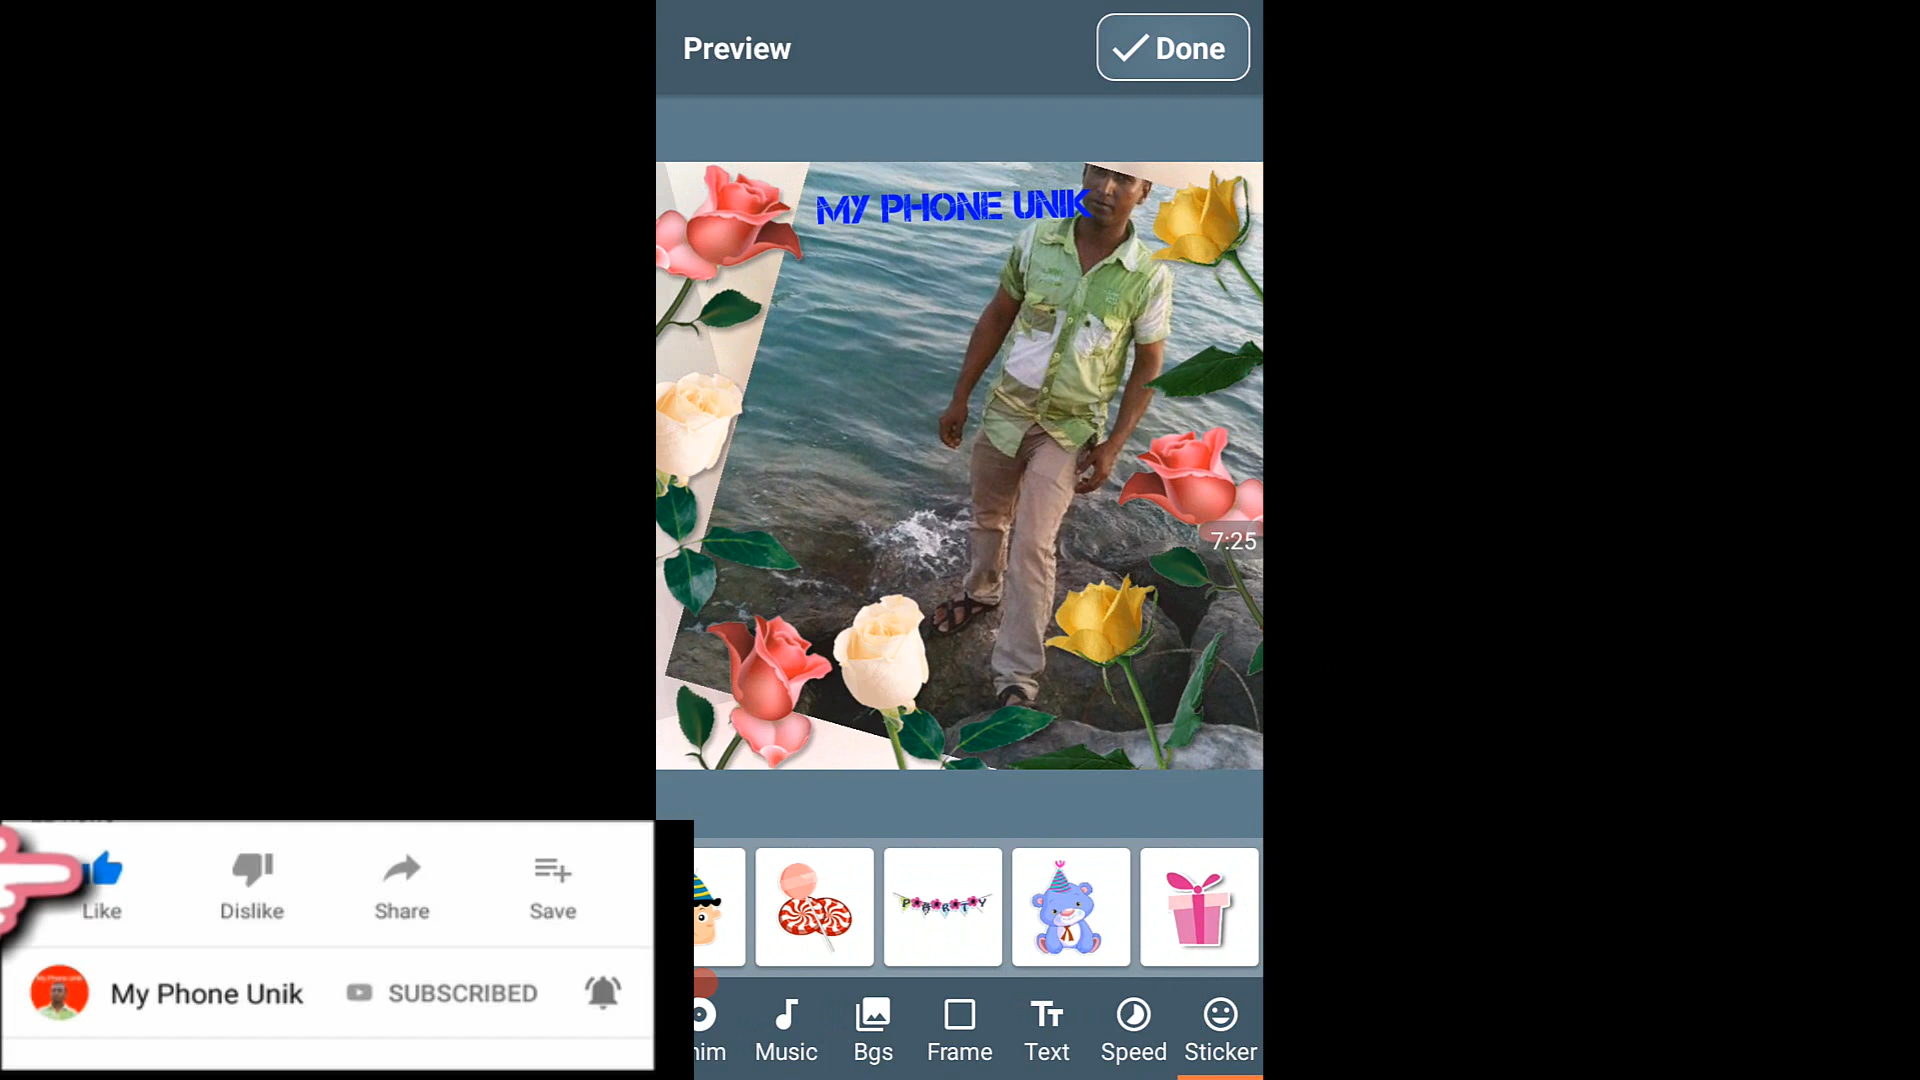 Preview
Done
MY PHONE UNIK
7:25
PARTY
Like
Dislike
Share
Save
My Phone Unik
SUBSCRIBED
Music
Bgs
Frame
Text
Speed
Sticker